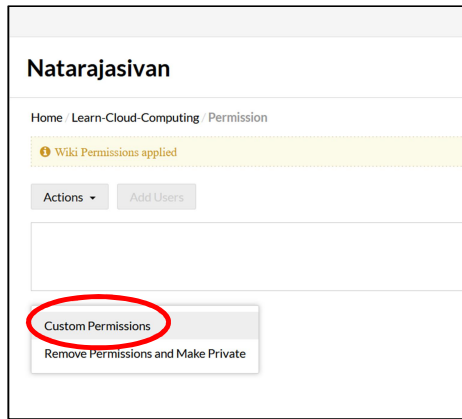 Natarajasivan
Home / Learn-Cloud-Computing / Permission
Wiki Permissions applied
Actions Add Users
Custom Permissions
Remove Permissions and Make Private